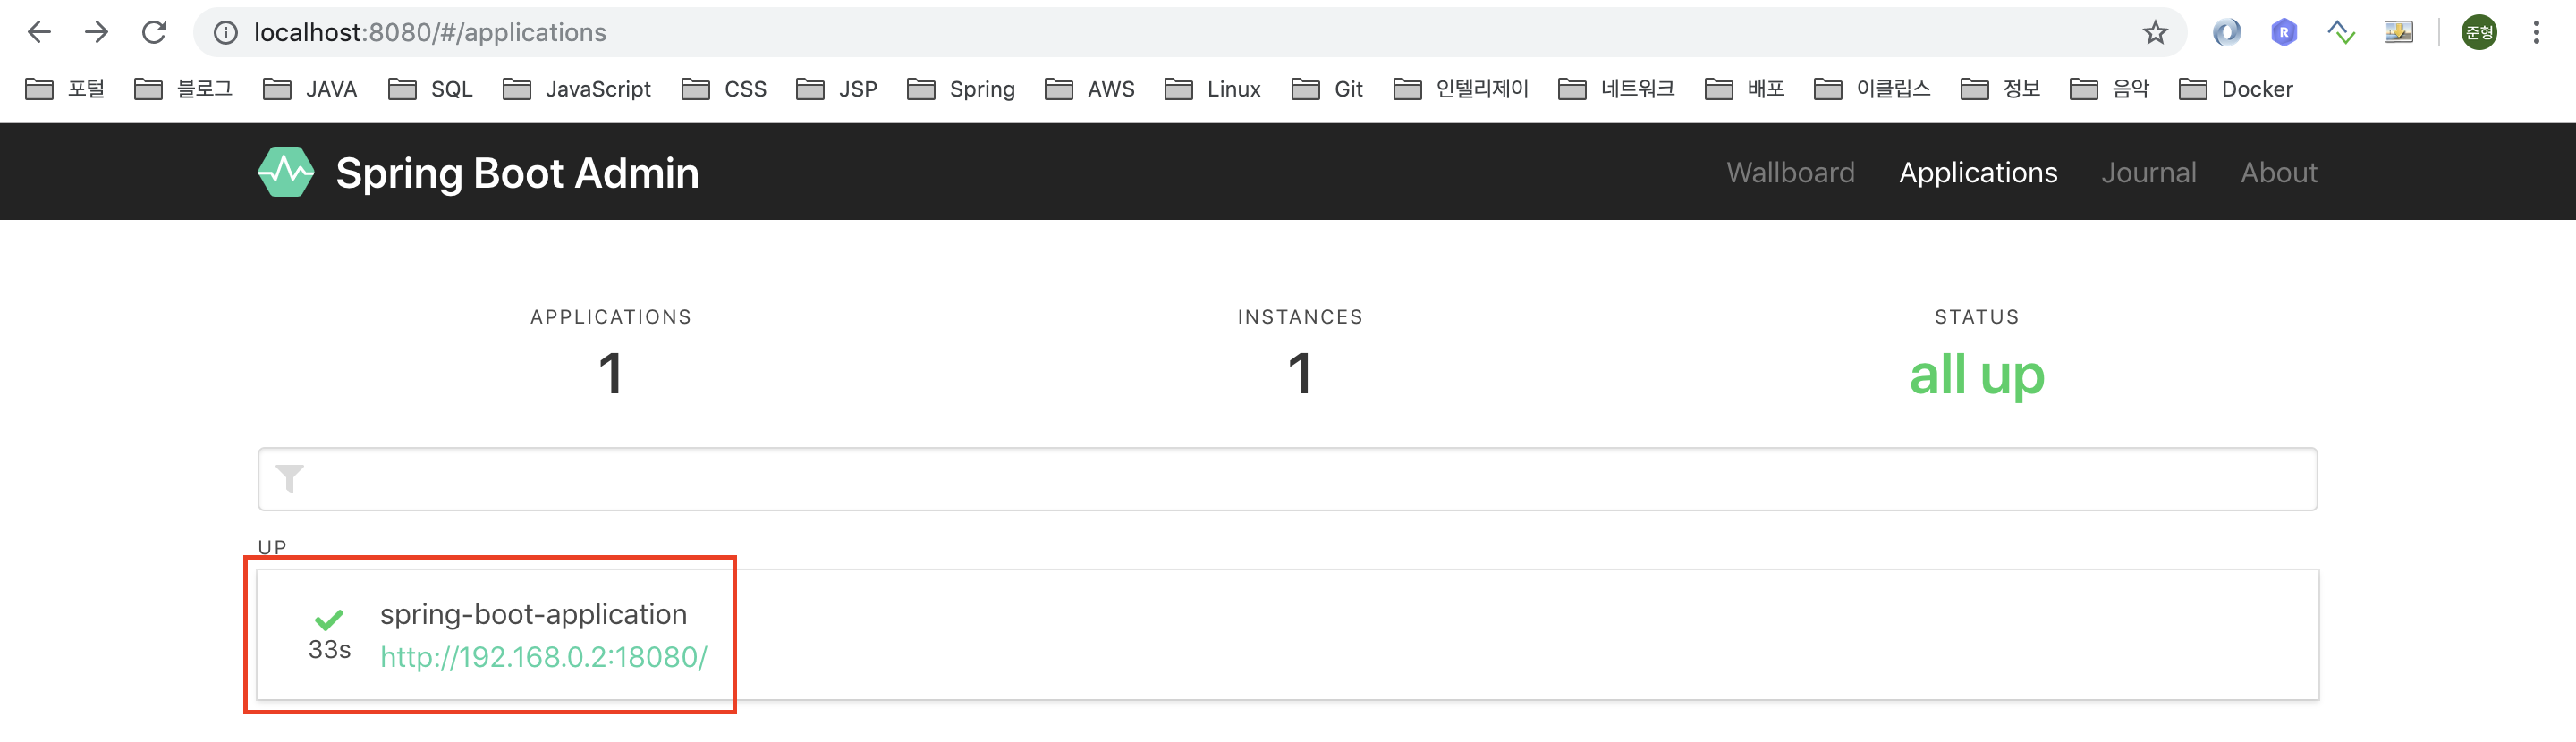 localhost:8080/#/applications
준형
포털 블로그 JAVA SQL JavaScript CSS JSP Spring AWS Linux Git 인텔리제이 네트워크 배포 이클립스 정보 음악 Docker
Spring Boot Admin Wallboard Applications Journal About
APPLICATIONS INSTANCES STATUS
1 1 all up
UP
spring-boot-application
33s
http://192.168.0.2:18080/